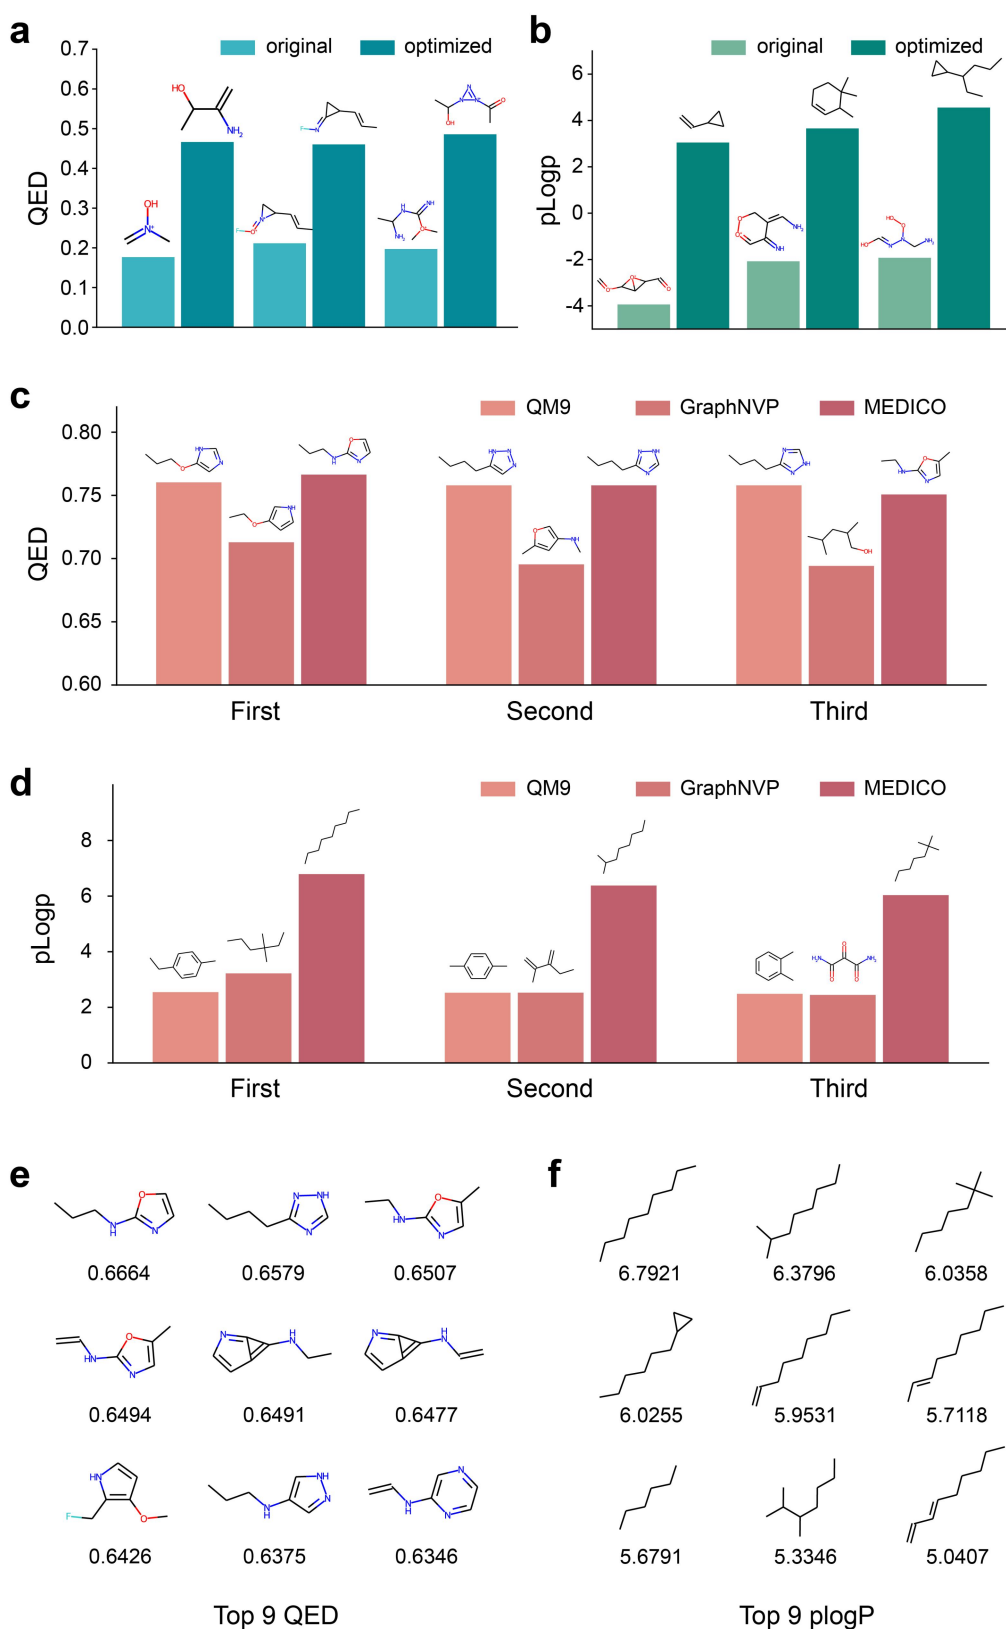 a
original
optimized
QED
0.7
0.6
0.5
0.4
0.3
0.2
0.1
0.0
b
original
optimized
pLogp
6
4
2
0
-2
-4
c
QM9
GraphNVP
MEDICO
QED
0.80
0.75
0.70
0.65
0.60
First
Second
Third
d
QM9
GraphNVP
MEDICO
pLogp
8
6
4
2
0
First
Second
Third
e
0.6664
0.6579
0.6507
0.6494
0.6491
0.6477
0.6426
0.6375
0.6346
Top 9 QED
f
6.7921
6.3796
6.0358
6.0255
5.9531
5.7118
5.6791
5.3346
5.0407
Top 9 plogP